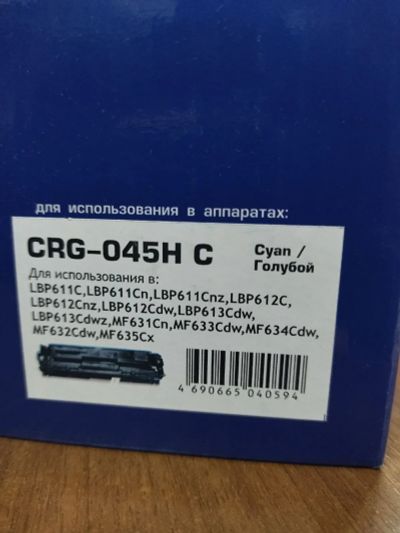 для использования в аппаратах:
CRG-045H C
Cyan /
Голубой
Для использования в:
LBP611C,LBP611Cn,LBP611Cnz,LBP612C,
LBP612Cnz,LBP612Cdw,LBP613Cdw,
LBP613Cdwz,MF631Cn,MF633Cdw,MF634Cdw,
MF632Cdw,MF635Cx
4 690665 040594